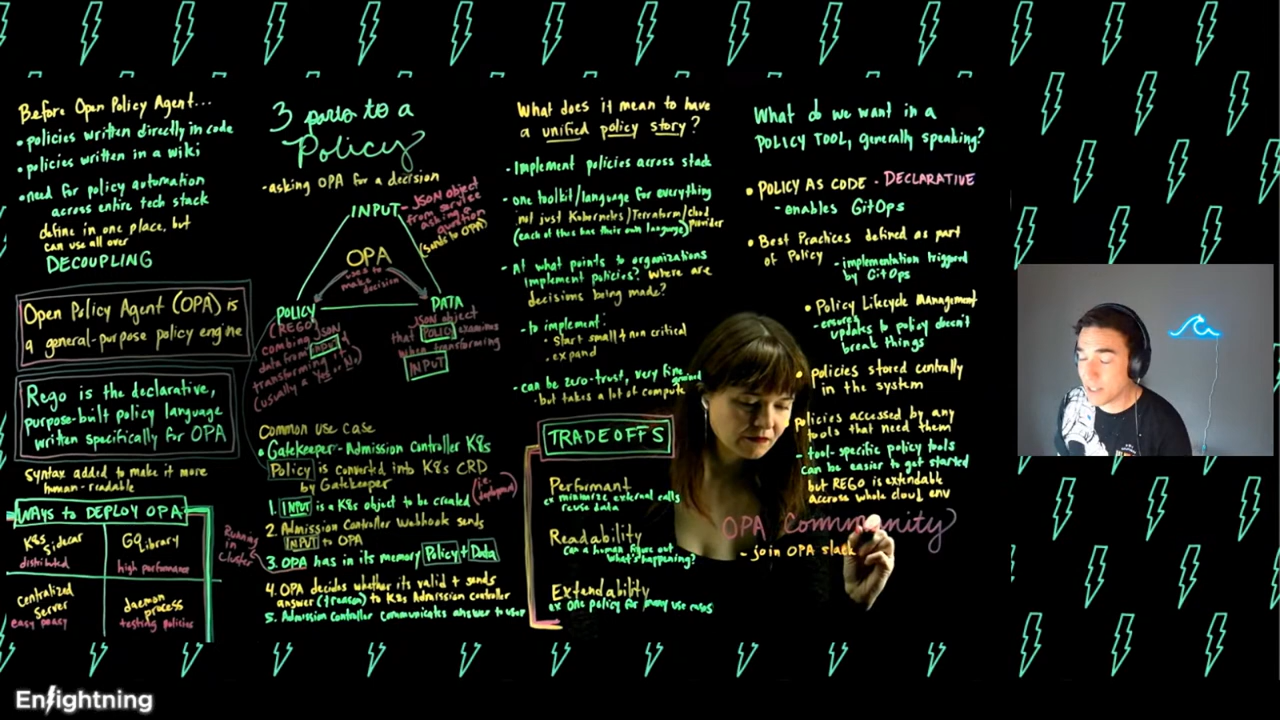 Before Open Policy Agent...
• policies written directly in code
• policies written in a wiki
• need for policy automation
across entire tech stack
define in one place, but
can use all over
DECOUPLING
Open Policy Agent (OPA) is
a general-purpose policy engine
Rego is the declarative,
purpose-built policy language
written specifically for OPA
Syntax added to make it more
human-readable
WAYS TO DEPLOY OPA
K8s sidecar
distributed
high performance
centralized
server
easy peasy
daemon
process
testing policies
Running
in
cluster
3 parts to a
Policy
- asking OPA for a decision
INPUT - JSON object
from service
asking a
question
(sends to OPA)
OPA
uses to
make
decision
POLICY
(REGO)
combing JSON
data from INPUT +
transforming it
(usually a Yes or No)
DATA
JSON object
that POLICY examines
when transforming
INPUT
Common Use Case
• Gatekeeper - Admission Controller K8s
Policy is converted into K8s CRD
by Gatekeeper
1. INPUT is a K8s object to be created (i.e.
deployment)
2. Admission Controller Webhook sends
INPUT to OPA
3. OPA has in its memory Policy + Data
4. OPA decides whether its valid + sends
answer (+reason) to K8s Admission Controller
5. Admission Controller communicates answer to user
What does it mean to have
a unified policy story?
- Implement policies across stack
- one toolkit/language for everything
not just Kubernetes/Terraform/cloud
provider
(each of this has their own language)
- At what points to organizations
implement policies? Where are
decisions being made?
- to implement:
• Start small + non critical
• expand
- can be zero-trust, very fine
grained
- but takes a lot of compute
TRADEOFFS
Performant
ex minimize external calls
reuse data
Readability
Can a human figure out
what's happening?
Extendability
ex One policy for many use cases
What do we want in a
POLICY TOOL, generally speaking?
• POLICY AS CODE - DECLARATIVE
- enables GitOps
• Best Practices defined as part
of Policy
- implementation triggered
by GitOps
• Policy Lifecycle Management
- ensures
updates to policy doesn't
break things
• Policies stored centrally
in the system
policies accessed by any
tools that need them
- tool-specific policy tools
can be easier to get started
but REGO is extendable
accross whole cloud env
OPA Community
- join OPA slack
Enlightning